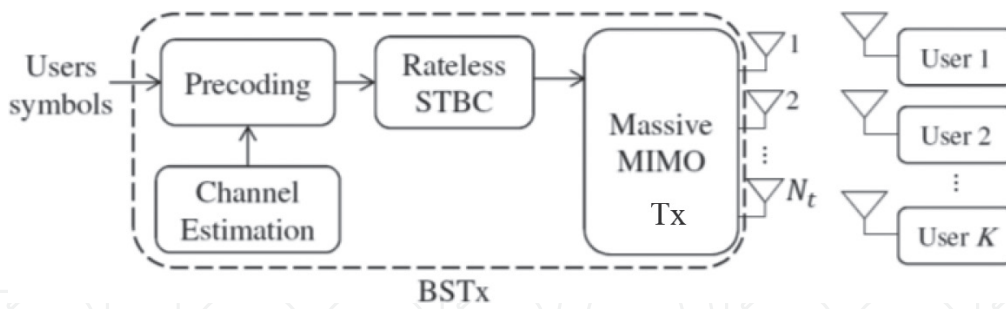 Users
symbols
Precoding
Rateless
STBC
Channel
Estimation
Massive
MIMO
Tx
1
2
⋮
N_t
User 1
User 2
⋮
User K
BSTx